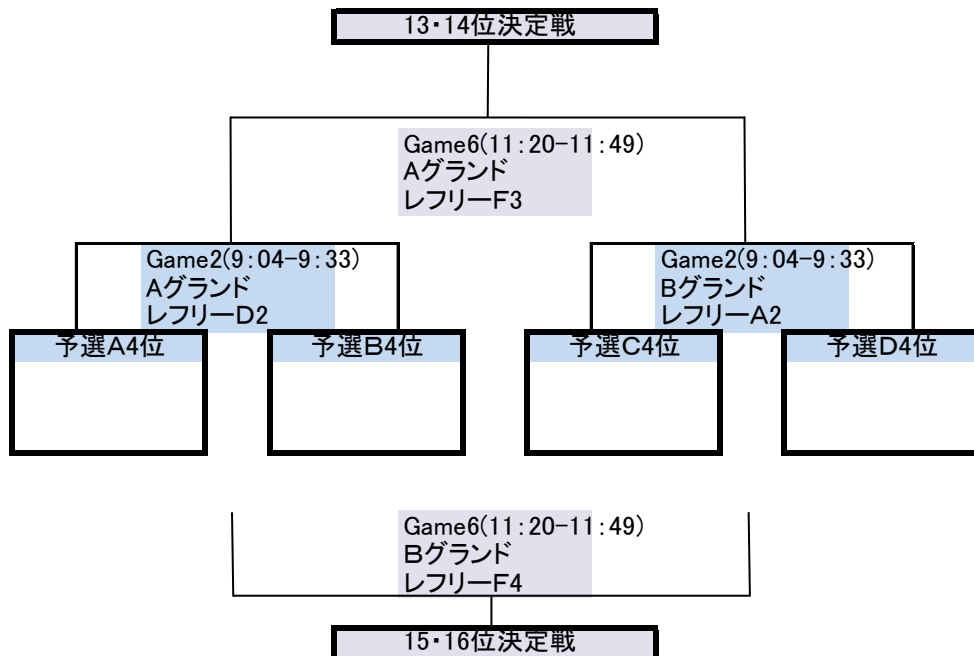 13・14位決定戦
Game6(11:20-11:49)
Aグランド
レフリーF3
Game2(9:04-9:33)
Aグランド
レフリーD2
Game2(9:04-9:33)
Bグランド
レフリーA2
予選A4位
予選B4位
予選C4位
予選D4位
Game6(11:20-11:49)
Bグランド
レフリーF4
15・16位決定戦